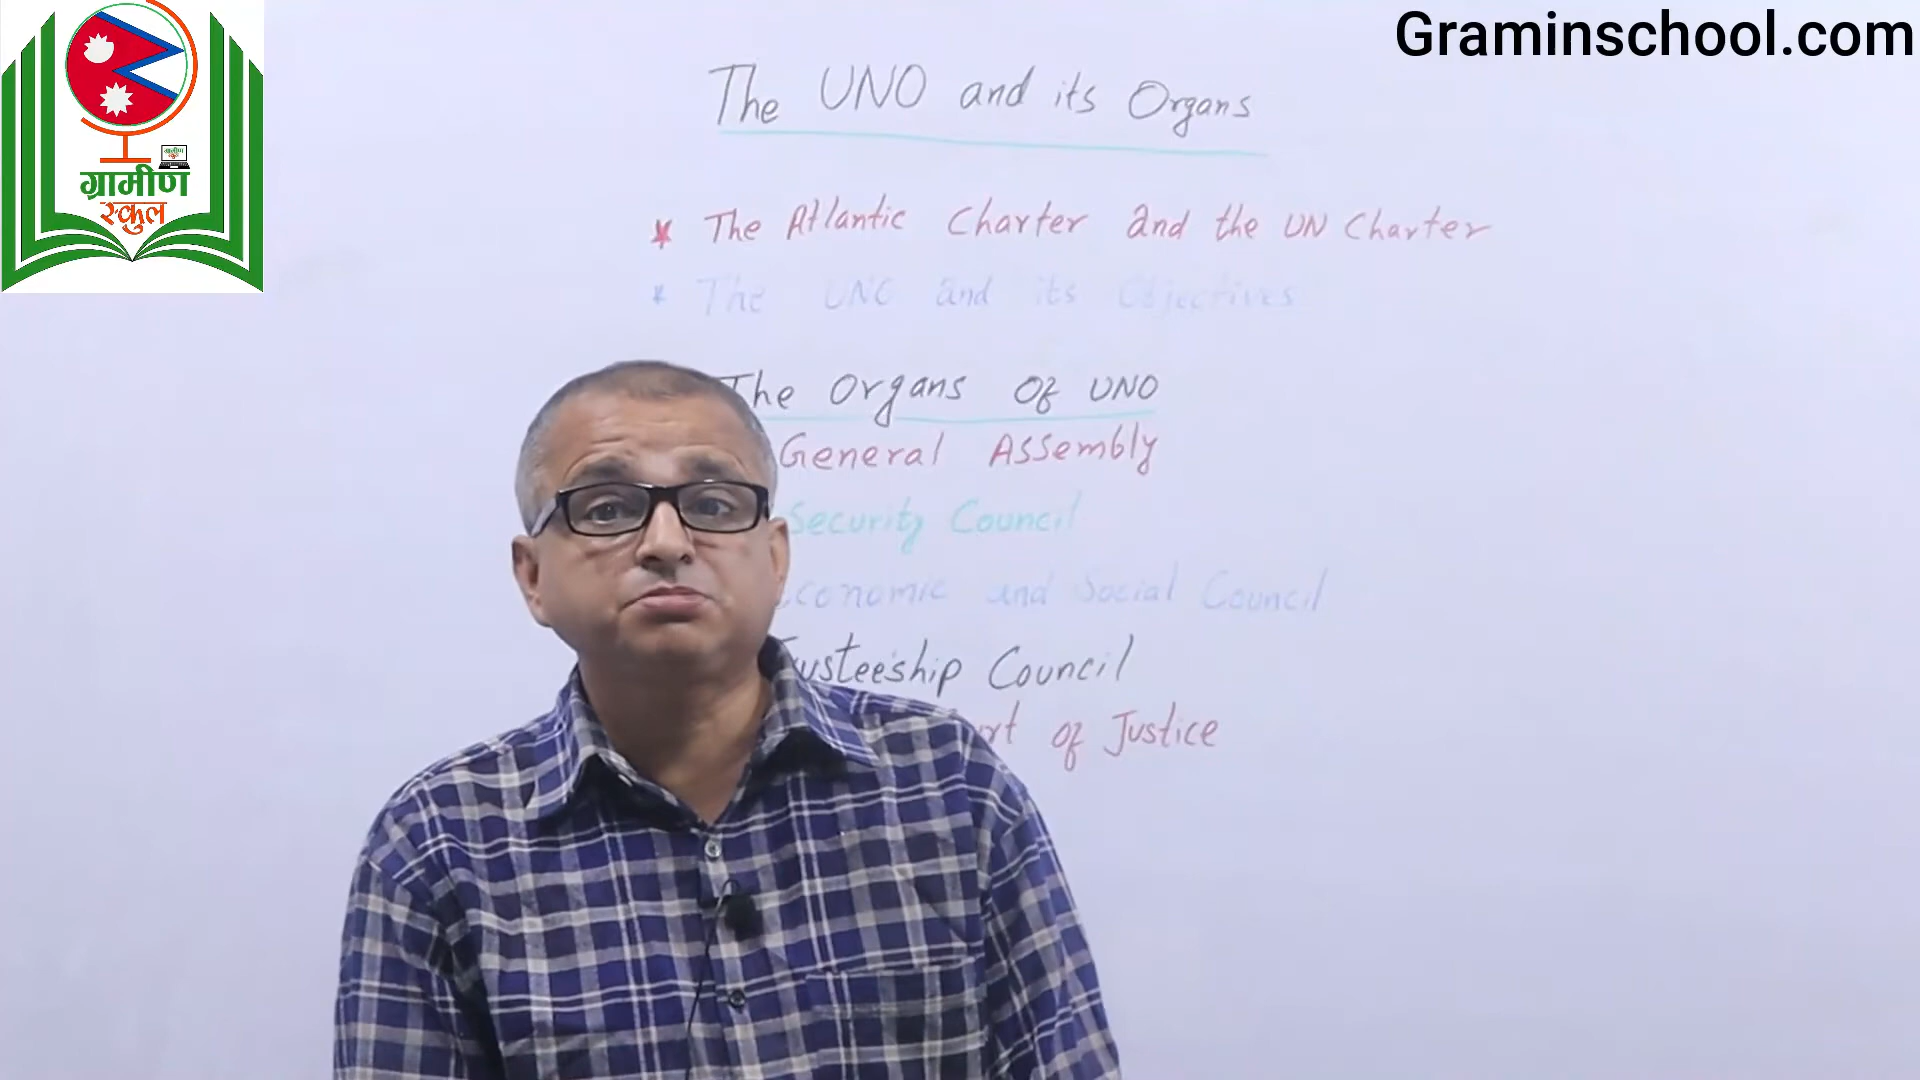 Graminschool.com
ग्रामीण
स्कुल
The UNO and its Organs
* The Atlantic Charter and the UN Charter
* The UNO and its Objectives
The Organs Of UNO
General Assembly
Security Council
Economic and Social Council
Trusteeship Council
of Justice